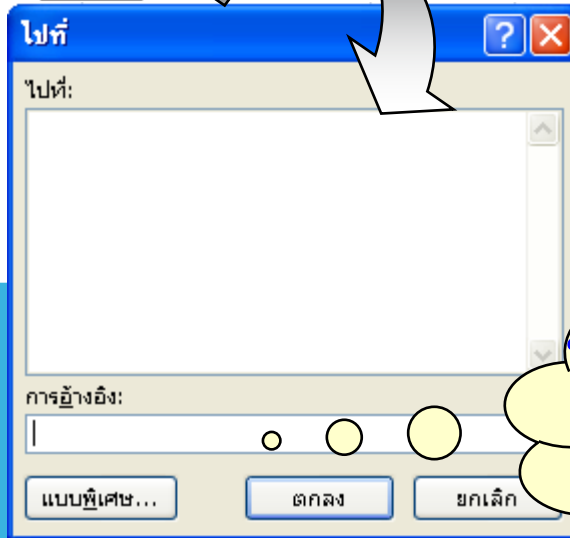 ไปที่
ไปที่:
การอ้างอิง:
แบบพิเศษ...
ตกลง
ยกเลิก